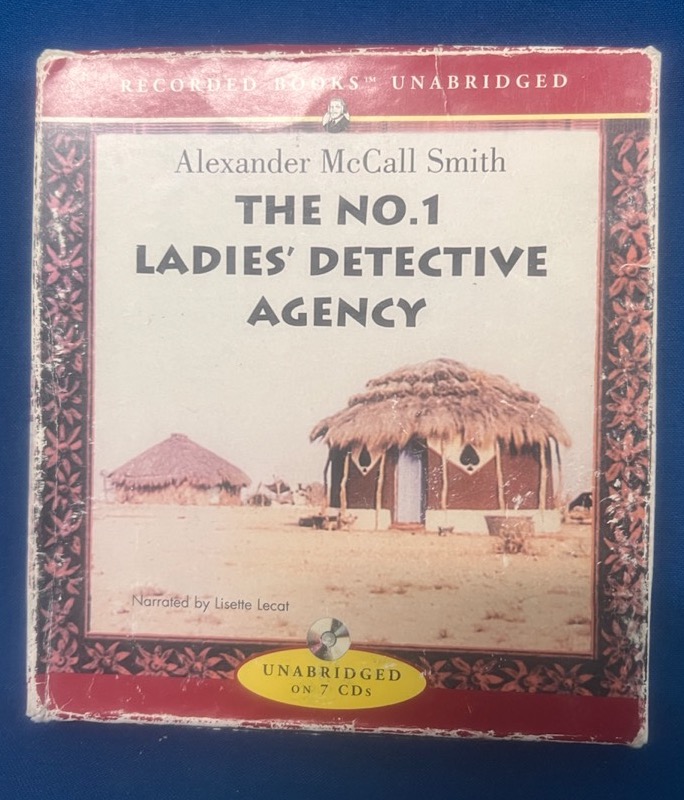 RECORDED BOOKS™ UNABRIDGED
Alexander McCall Smith
THE NO.1
LADIES' DETECTIVE
AGENCY
Narrated by Lisette Lecat
UNABRIDGED
ON 7 CDs